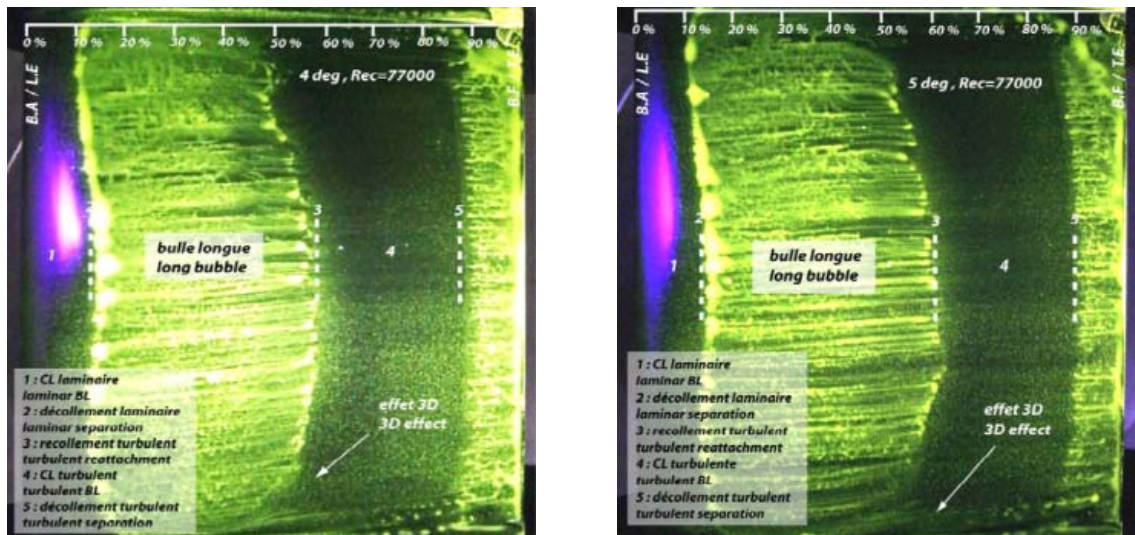 0 % 10 % 20 % 30 % 40 % 50 % 60 % 70 % 80 % 90 %
4 deg , Rec=77000
B.A / L.E
B.F / T.E
2
3
5
1
4
bulle longue
long bubble
effet 3D
3D effect
1 : CL laminaire
laminar BL
2 : décollement laminaire
laminar separation
3 : recollement turbulent
turbulent reattachment
4 : CL turbulent
turbulent BL
5 : décollement turbulent
turbulent separation
0 % 10 % 20 % 30 % 40 % 50 % 60 % 70 % 80 % 90 %
5 deg , Rec=77000
B.A / L.E
B.F / T.E
2
3
5
1
4
bulle longue
long bubble
effet 3D
3D effect
1 : CL laminaire
laminar BL
2 : décollement laminaire
laminar separation
3 : recollement turbulent
turbulent reattachment
4 : CL turbulente
turbulent BL
5 : décollement turbulent
turbulent separation